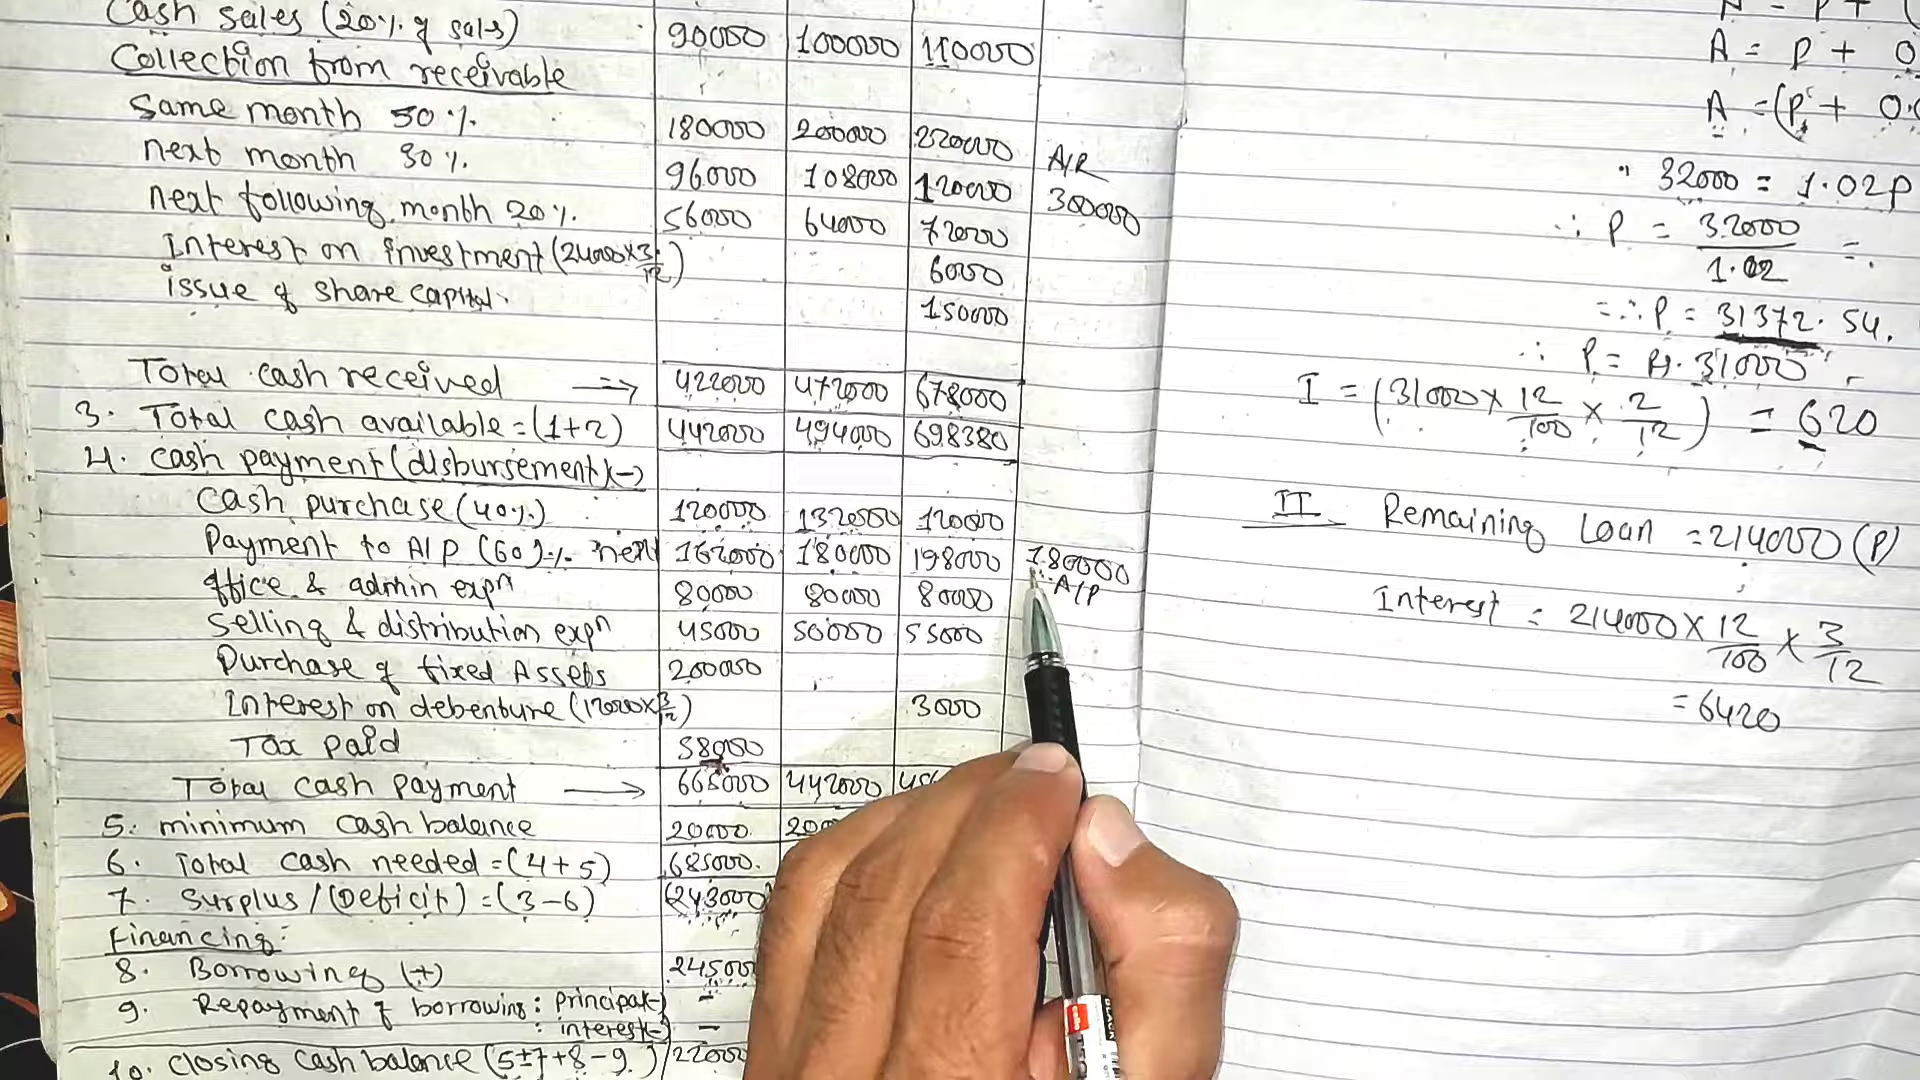 Cash sales (20% of sales) 90000 100000 110000
Collection from receivable
Same month 50% 180000 200000 220000 A/R
next month 30% 96000 108000 120000 300000
next following month 20% 56000 64000 72000
Interest on investment (24000×3/12) 6000
issue of share capital 150000
Total cash received → 422000 472000 678000
3. Total cash available = (1+2) 442000 494000 698380
4. cash payment (disbursement) (-)
Cash purchase (40%) 120000 132000 120000
Payment to A/P (60)% next 162000 180000 198000 180000
A/P
office & admin expn 80000 80000 80000
Selling & distribution expn 45000 50000 55000
Purchase of fixed Assets 200000
Interest on debenture (12000×3/12) 3000
Tax paid 58000
Total cash payment → 665000 442000
5. minimum cash balance 20000
6. Total cash needed = (4+5) 685000
7. Surplus/(Deficit) = (3-6) (243000)
Financing:
8. Borrowing (+) 245000
9. Repayment of borrowing: principal(-) -
: interest(-) -
10. Closing cash balance (5±7+8-9) 22000
A = P +
32000 = 1.02P
∴ P = 32000/1.02 =
∴ P = 31372.54.
∴ P = 31000
I = (31000 × 12/100 × 2/12) = 620
II Remaining Loan = 214000 (P)
Interest = 214000 × 12/100 × 3/12
= 6420